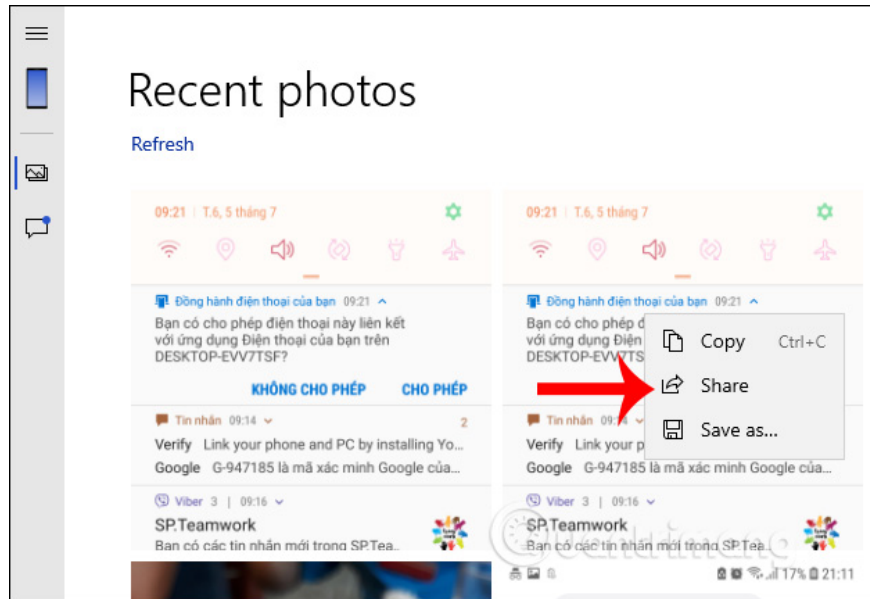 Recent photos
Refresh
09:21 | T.6, 5 tháng 7
Đồng hành điện thoại của bạn 09:21
Bạn có cho phép điện thoại này liên kết
với ứng dụng Điện thoại của bạn trên
DESKTOP-EVV7TSF?
KHÔNG CHO PHÉP CHO PHÉP
Tin nhắn 09:14 2
Verify Link your phone and PC by installing Yo...
Google G-947185 là mã xác minh Google của...
Viber 3 | 09:16
SP.Teamwork
Bạn có các tin nhắn mới trong SP.Tea..
09:21 | T.6, 5 tháng 7
Đồng hành điện thoại của bạn 09:21
Bạn có cho phép đ
với ứng dụng Điện
DESKTOP-EVV7TS
Copy Ctrl+C
Share
Save as...
Tin nhắn 09:14
Verify Link your p
Google G-947185 là mã xác minh Google của...
Viber 3 | 09:16
SP.Teamwork
Bạn có các tin nhắn mới trong SP.Tea..
Quantrimang
17% 21:11